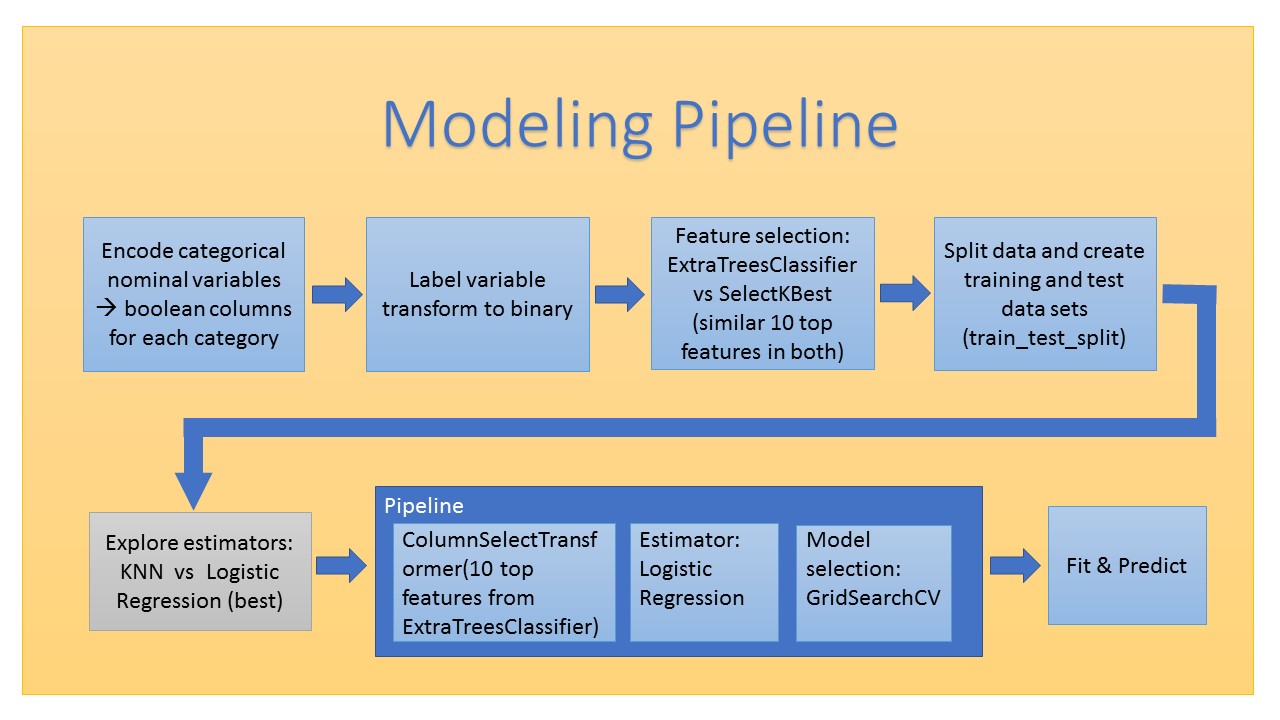 Modeling Pipeline
Encode categorical
nominal variables
→ boolean columns
for each category
Label variable
transform to binary
Feature selection:
ExtraTreesClassifier
vs SelectKBest
(similar 10 top
features in both)
Split data and create
training and test
data sets
(train_test_split)
Explore estimators:
KNN vs Logistic
Regression (best)
Pipeline
ColumnSelectTransf
ormer(10 top
features from
ExtraTreesClassifier)
Estimator:
Logistic
Regression
Model
selection:
GridSearchCV
Fit & Predict